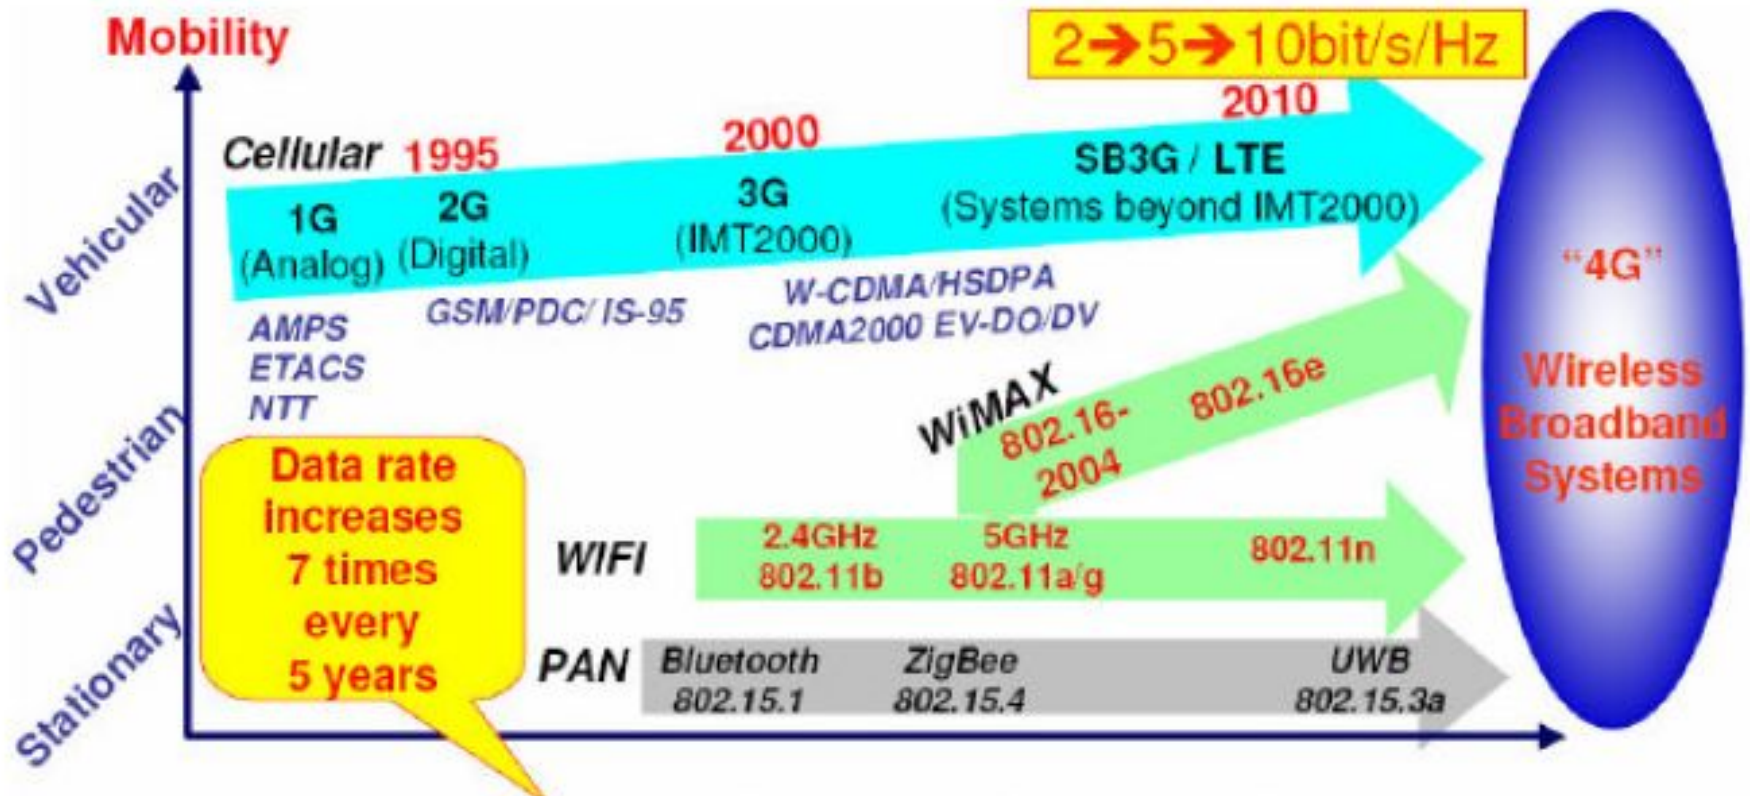 Mobility
2➔5➔10bit/s/Hz
Cellular
1995
2000
2010
1G
(Analog)
2G
(Digital)
3G
(IMT2000)
SB3G / LTE
(Systems beyond IMT2000)
AMPS
ETACS
NTT
GSM/PDC/ IS-95
W-CDMA/HSDPA
CDMA2000 EV-DO/DV
Vehicular
Pedestrian
Stationary
Data rate
increases
7 times
every
5 years
WiMAX
802.16-
2004
802.16e
WIFI
2.4GHz
802.11b
5GHz
802.11a/g
802.11n
PAN
Bluetooth
802.15.1
ZigBee
802.15.4
UWB
802.15.3a
“4G”
Wireless
Broadband
Systems